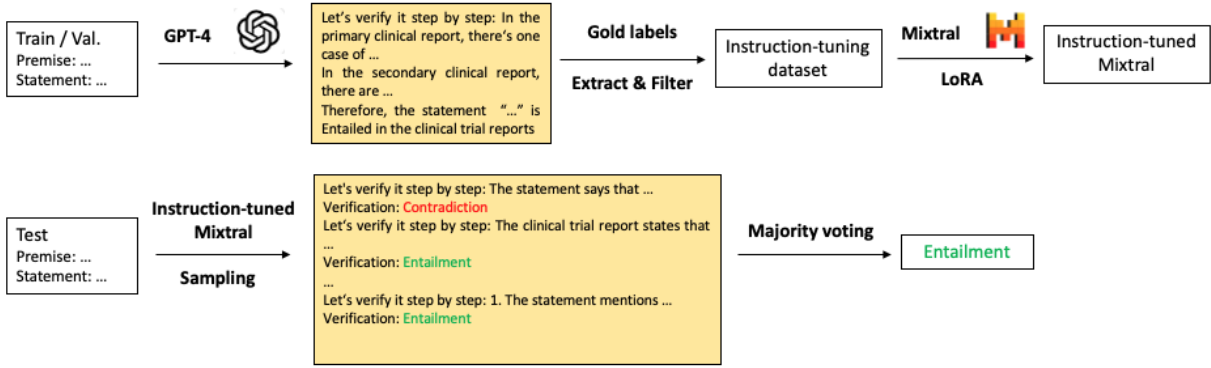 Train / Val.
Premise: ...
Statement: ...
GPT-4
Let's verify it step by step: In the
primary clinical report, there's one
case of ...
In the secondary clinical report,
there are ...
Therefore, the statement "..." is
Entailed in the clinical trial reports
Gold labels
Extract & Filter
Instruction-tuning
dataset
Mixtral
LoRA
Instruction-tuned
Mixtral
Test
Premise: ...
Statement: ...
Instruction-tuned
Mixtral
Sampling
Let's verify it step by step: The statement says that ...
Verification: Contradiction
Let's verify it step by step: The clinical trial report states that
...
Verification: Entailment
...
Let's verify it step by step: 1. The statement mentions ...
Verification: Entailment
Majority voting
Entailment